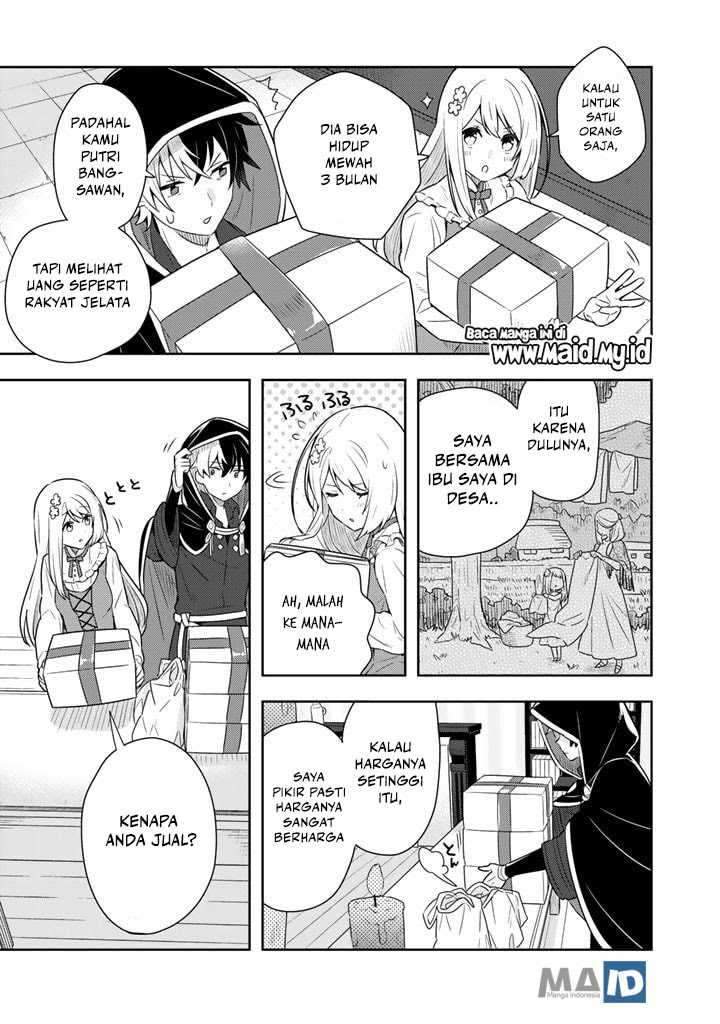 KALAU
UNTUK
SATU
ORANG
SAJA,
DIA BISA
HIDUP
MEWAH
3 BULAN
PADAHAL
KAMU
PUTRI
BANG-
SAWAN,
TAPI MELIHAT
UANG SEPERTI
RAKYAT JELATA
Baca Manga ini di
www.Maid.My.id
ITU
KARENA
DULUNYA,
SAYA
BERSAMA
IBU SAYA DI
DESA..
ふる ふる
AH, MALAH
KE MANA-
MANA
ととと
KALAU
HARGANYA
SETINGGI
ITU,
SAYA
PIKIR PASTI
HARGANYA
SANGAT
BERHARGA
とん
KENAPA
ANDA JUAL?
MAID
Manga Indonesia